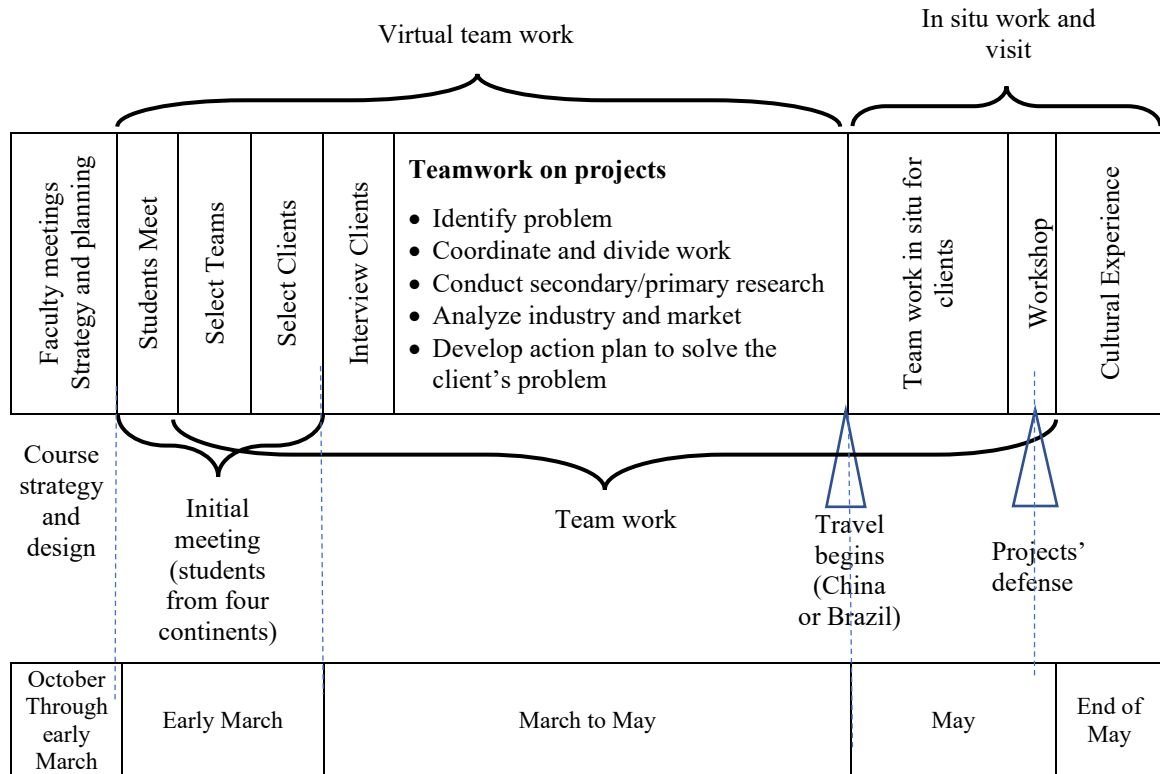 Virtual team work
In situ work and
visit
Faculty meetings
Strategy and planning
Students Meet
Select Teams
Select Clients
Interview Clients
Teamwork on projects
• Identify problem
• Coordinate and divide work
• Conduct secondary/primary research
• Analyze industry and market
• Develop action plan to solve the
client’s problem
Team work in situ for
clients
Workshop
Cultural Experience
Course
strategy
and
design
Initial
meeting
(students
from four
continents)
Team work
Travel
begins
(China
or Brazil)
Projects’
defense
October
Through
early
March
Early March
March to May
May
End of
May